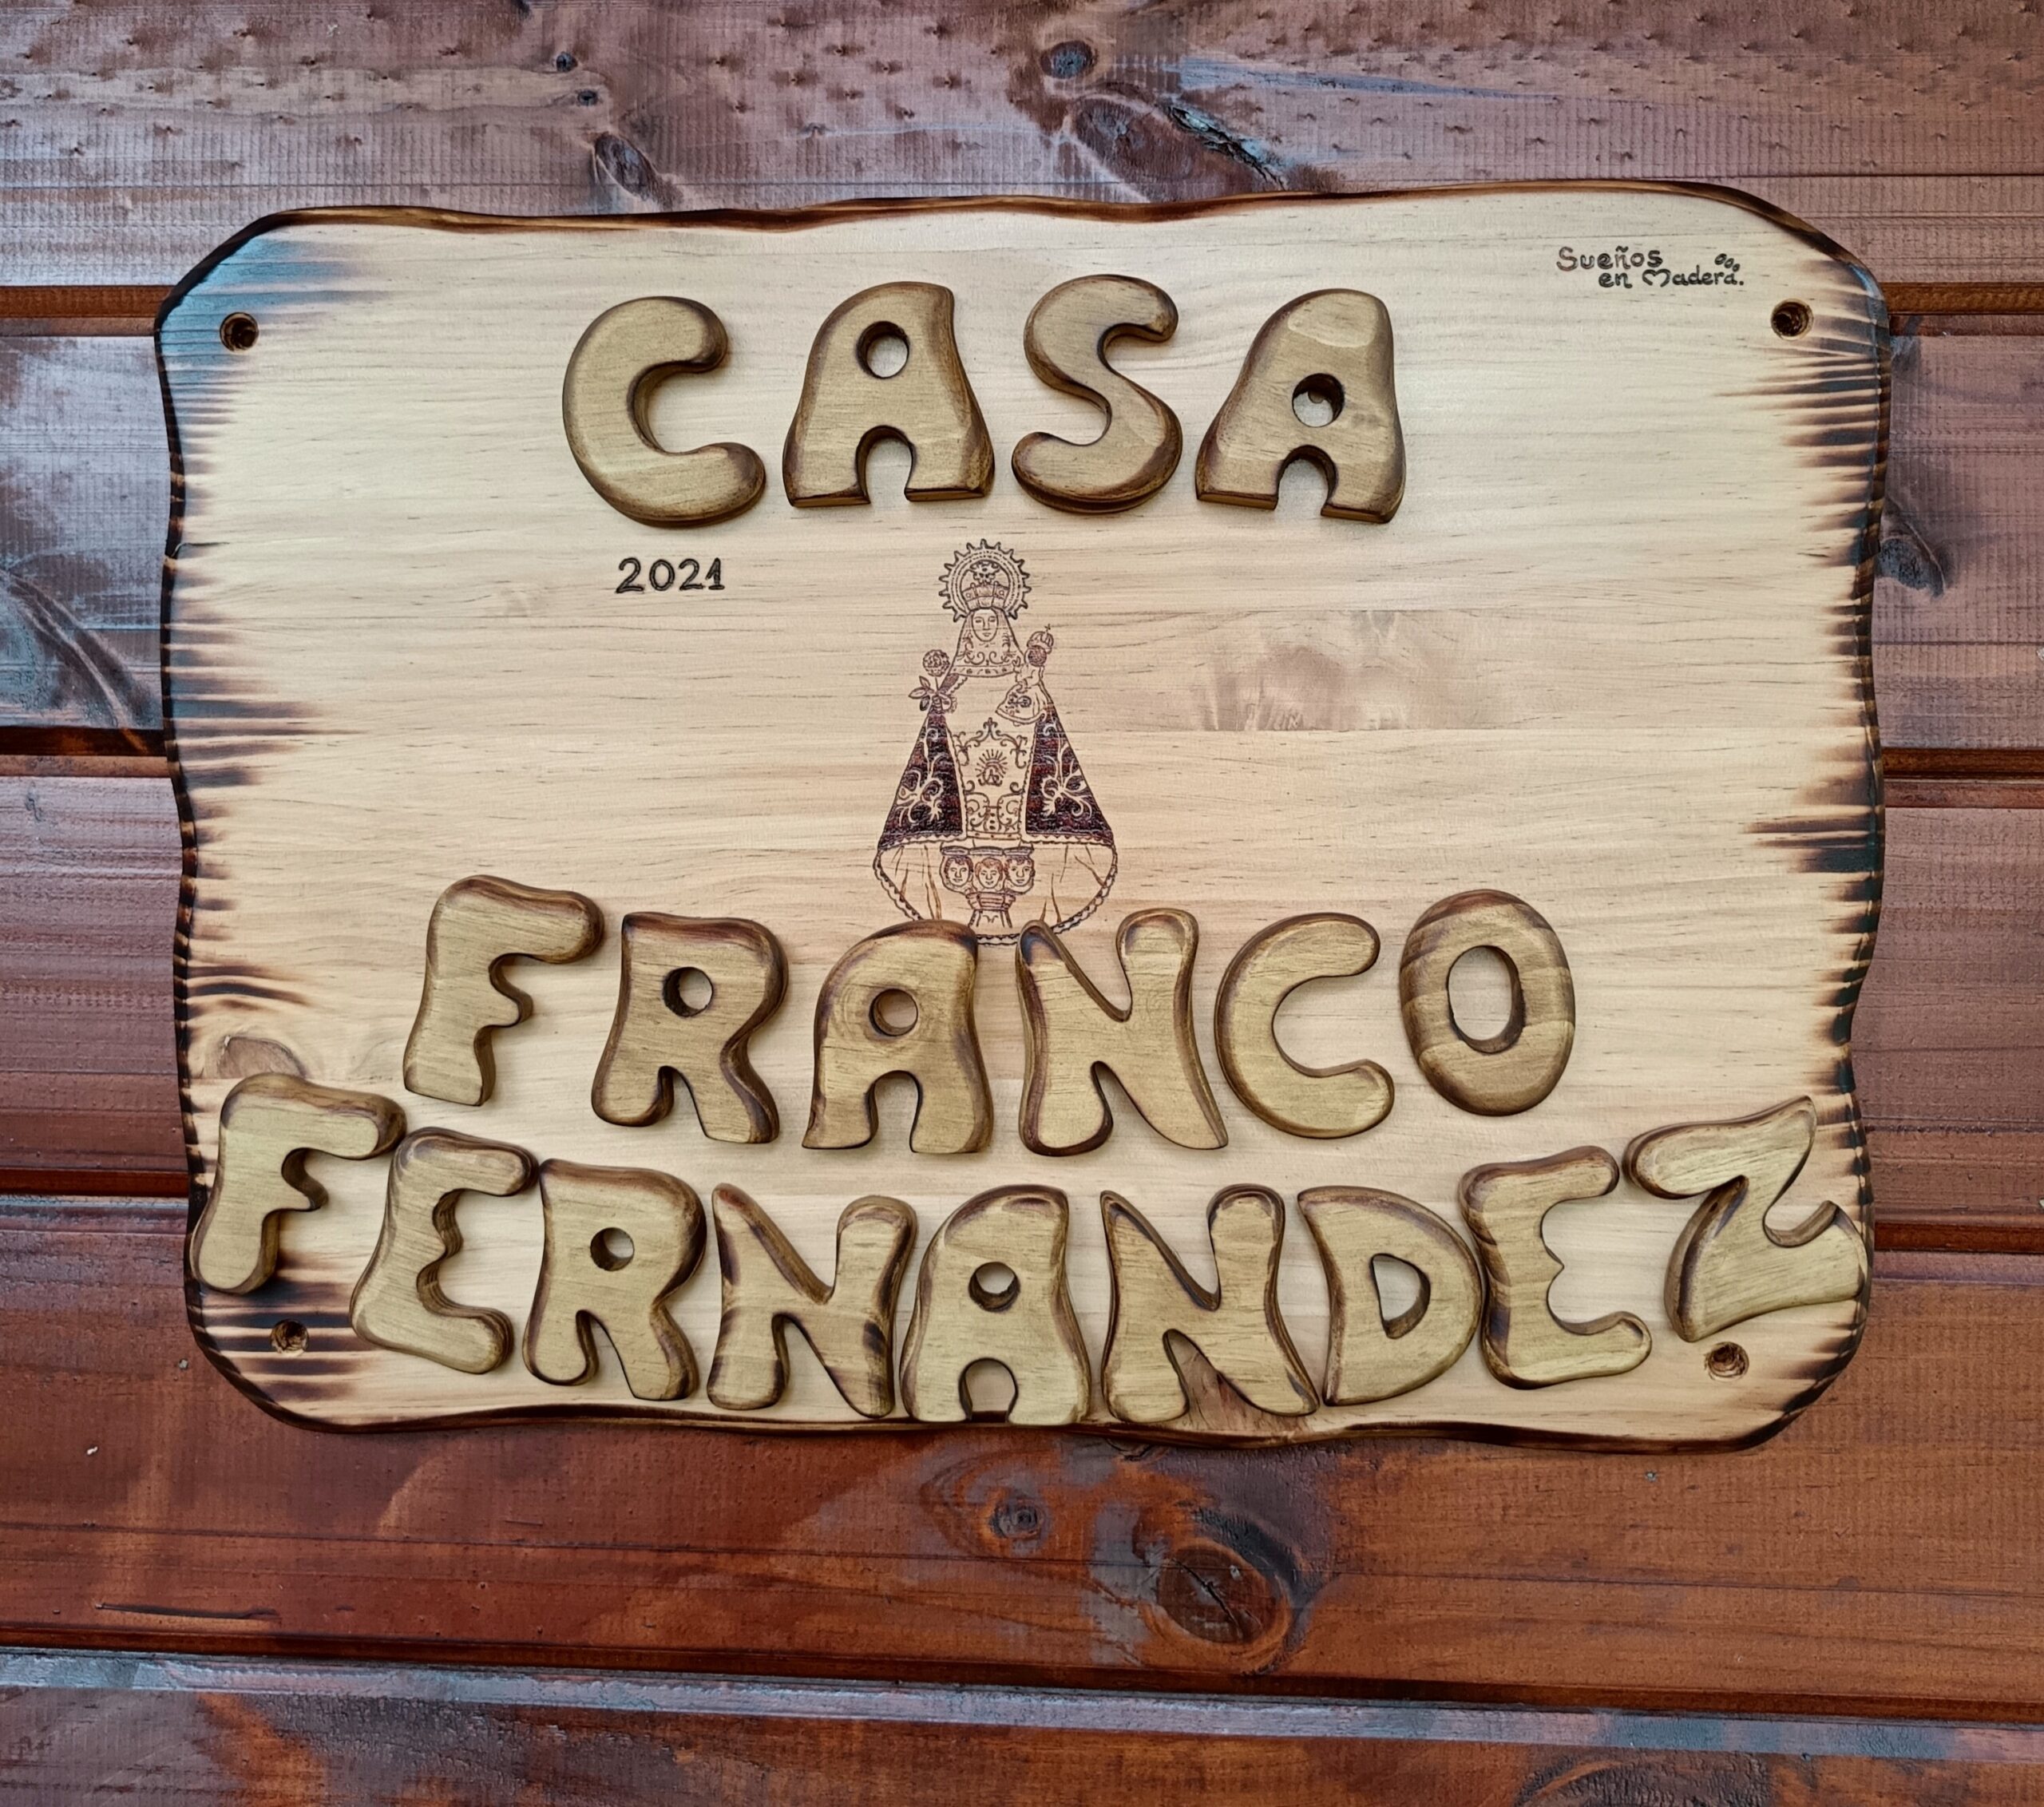 Sueños
en Madera.
CASA
2021
FRANCO
FERNANDEZ